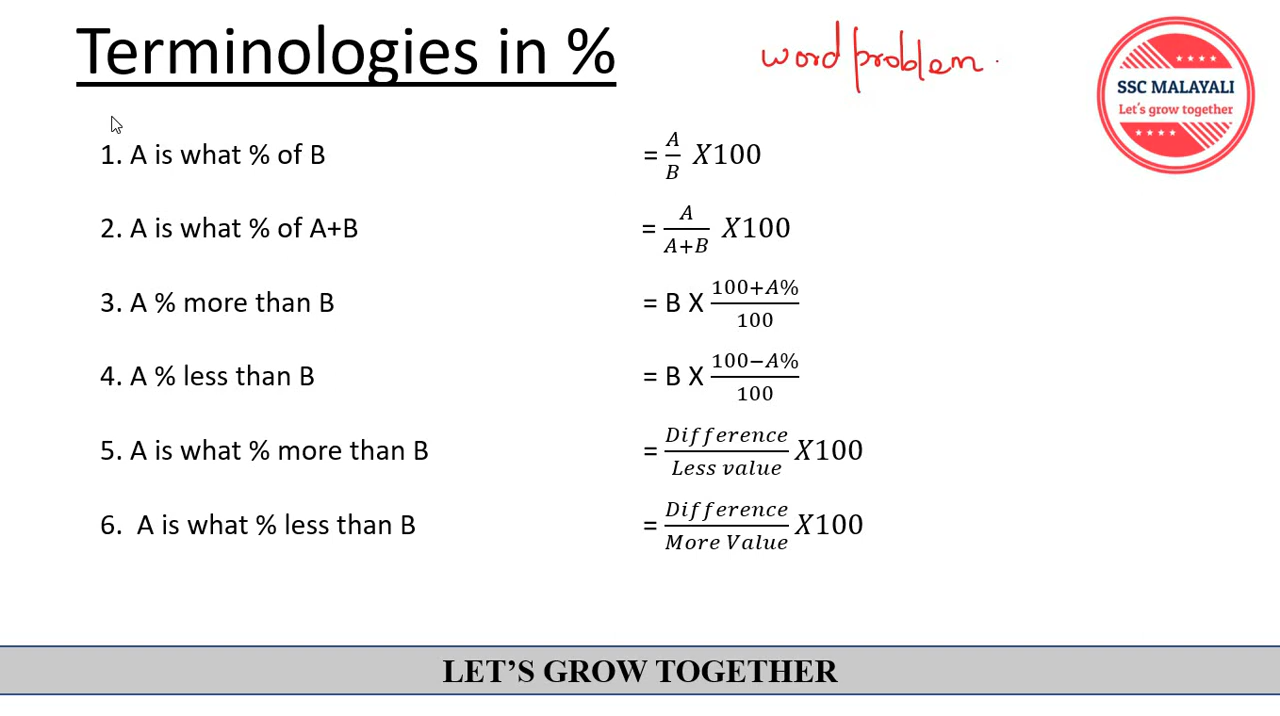 Terminologies in %
word problem.
SSC MALAYALI
Let's grow together
1. A is what % of B = A/B X100
2. A is what % of A+B = A/(A+B) X100
3. A % more than B = B X (100+A%)/100
4. A % less than B = B X (100−A%)/100
5. A is what % more than B = Difference/Less value X100
6. A is what % less than B = Difference/More Value X100
LET’S GROW TOGETHER